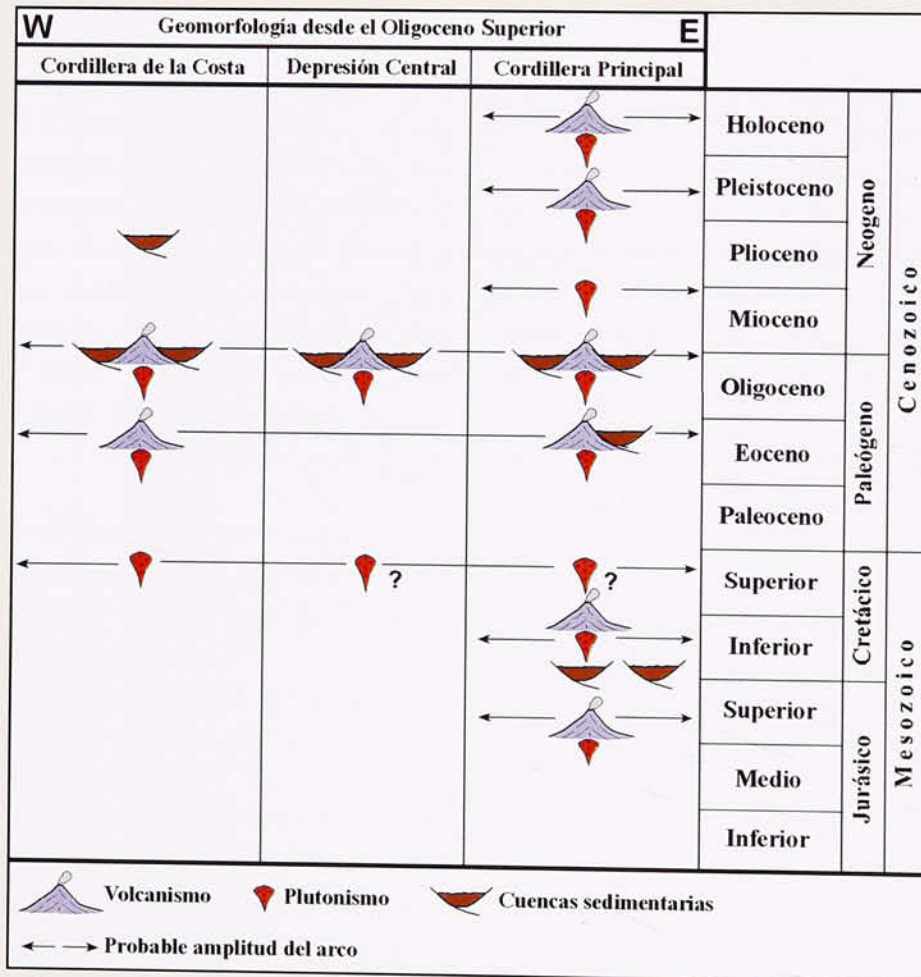 W Geomorfología desde el Oligoceno Superior E
Cordillera de la Costa Depresión Central Cordillera Principal
Holoceno
Pleistoceno
Plioceno
Mioceno
Neogeno
Oligoceno
Eoceno
Paleoceno
Paleógeno
Cenozoico
? ?
Superior
Inferior
Cretácico
Superior
Medio
Inferior
Jurásico
Mesozoico
Volcanismo Plutonismo Cuencas sedimentarias
Probable amplitud del arco